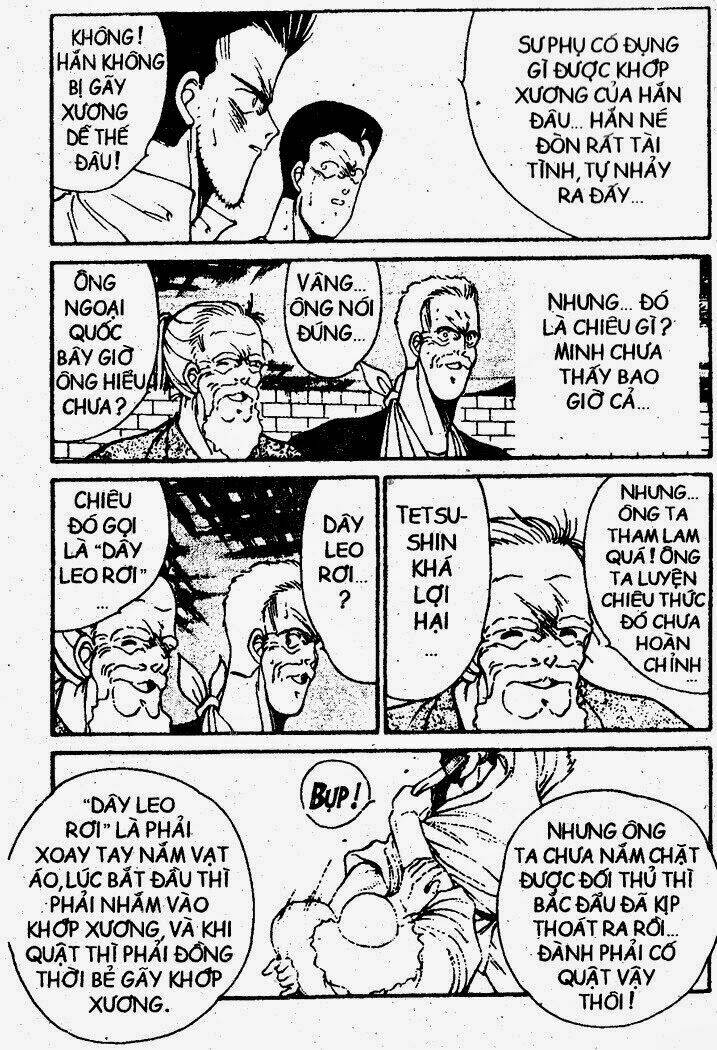 KHÔNG!
HẮN KHÔNG
BỊ GÃY
XƯƠNG
DỄ THẾ
ĐÂU!
SƯ PHỤ CÓ ĐỤNG
GÌ ĐƯỢC KHỚP
XƯƠNG CỦA HẮN
ĐÂU... HẮN NÉ
ĐÒN RẤT TÀI
TÌNH, TỰ NHẢY
RA ĐẤY...
ÔNG
NGOẠI
QUỐC
BÂY GIỜ
ÔNG HIỂU
CHƯA?
VÂNG...
ÔNG NÓI
ĐÚNG...
NHƯNG... ĐÓ
LÀ CHIÊU GÌ?
MINH CHƯA
THẤY BAO
GIỜ CẢ...
CHIÊU
ĐÓ GỌI
LÀ "DÂY
LEO RƠI"
...
DÂY
LEO
RƠI...
?
TETSU-
SHIN
KHÁ
LỢI
HẠI
...
NHƯNG...
ÔNG TA
THAM LAM
QUÁ! ÔNG
TA LUYỆN
CHIÊU THỨC
ĐÓ CHƯA
HOÀN
CHỈNH
...
"DÂY LEO
RƠI" LÀ PHẢI
XOAY TAY NẮM VẠT
ÁO, LÚC BẮT ĐẦU THÌ
PHẢI NHẮM VÀO
KHỚP XƯƠNG, VÀ KHI
QUẬT THÌ PHẢI ĐỒNG
THỜI BẺ GÃY KHỚP
XƯƠNG.
BỤP!
NHƯNG ÔNG
TA CHƯA NẮM CHẶT
ĐƯỢC ĐỐI THỦ THÌ
BẮC ĐẨU ĐÃ KỊP
THOÁT RA RỒI...
ĐÀNH PHẢI CỐ
QUẬT VẬY
THÔI!